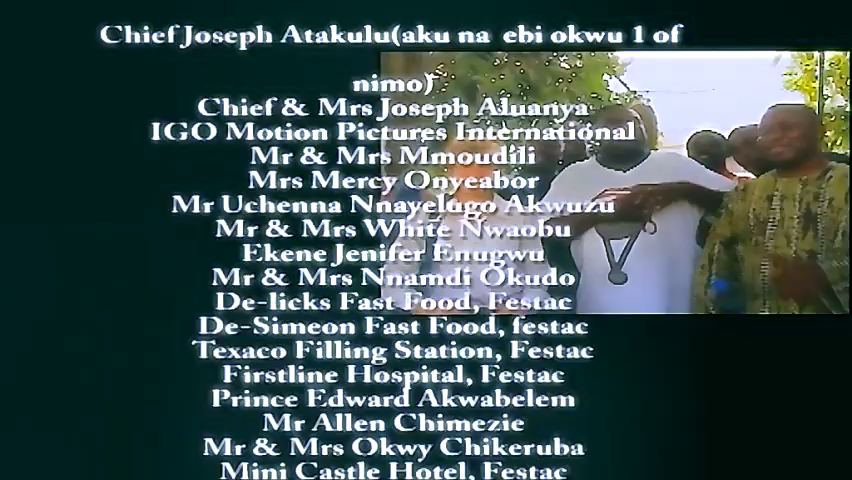 Chief Joseph Atakulu(aku na ebi okwu 1 of
nimo)
Chief & Mrs Joseph Aluanya
IGO Motion Pictures International
Mr & Mrs Mmoudili
Mrs Mercy Onyeabor
Mr Uchenna Nnayelugo Akwuzu
Mr & Mrs White Nwaobu
Ekene Jenifer Enugwu
Mr & Mrs Nnamdi Okudo
De-licks Fast Food, Festac
De-Simeon Fast Food, festac
Texaco Filling Station, Festac
Firstline Hospital, Festac
Prince Edward Akwabelem
Mr Allen Chimezie
Mr & Mrs Okwy Chikeruba
Mini Castle Hotel, Festac